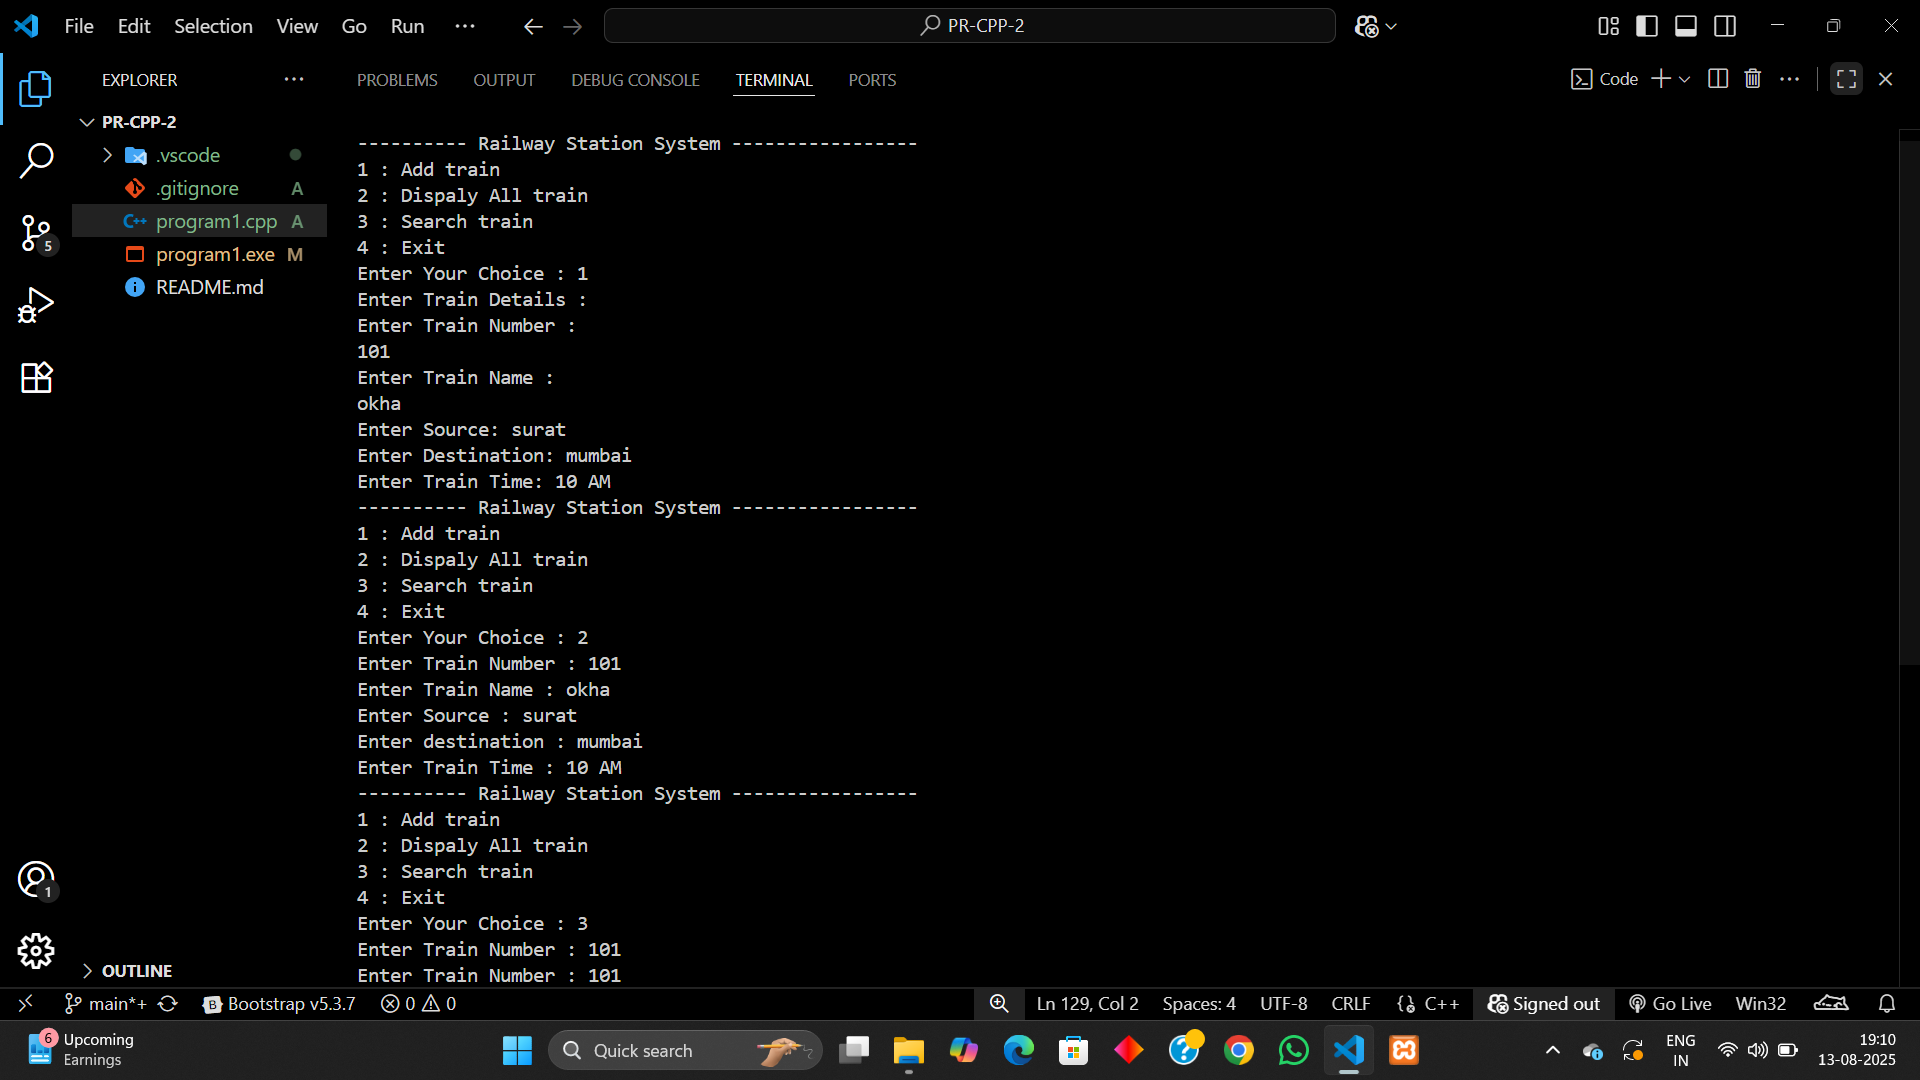 File Edit Selection View Go Run ... PR-CPP-2
EXPLORER ... PROBLEMS OUTPUT DEBUG CONSOLE TERMINAL PORTS Code ...
PR-CPP-2
.vscode
.gitignore A
program1.cpp A
program1.exe M
README.md
5
---------- Railway Station System -----------------
1 : Add train
2 : Dispaly All train
3 : Search train
4 : Exit
Enter Your Choice : 1
Enter Train Details :
Enter Train Number :
101
Enter Train Name :
okha
Enter Source: surat
Enter Destination: mumbai
Enter Train Time: 10 AM
---------- Railway Station System -----------------
1 : Add train
2 : Dispaly All train
3 : Search train
4 : Exit
Enter Your Choice : 2
Enter Train Number : 101
Enter Train Name : okha
Enter Source : surat
Enter destination : mumbai
Enter Train Time : 10 AM
---------- Railway Station System -----------------
1 : Add train
2 : Dispaly All train
3 : Search train
4 : Exit
Enter Your Choice : 3
Enter Train Number : 101
Enter Train Number : 101
1
OUTLINE
main*+ B Bootstrap v5.3.7 0 0 Ln 129, Col 2 Spaces: 4 UTF-8 CRLF {} C++ Signed out Go Live Win32
6 Upcoming
Earnings
Quick search
ENG
IN
19:10
13-08-2025